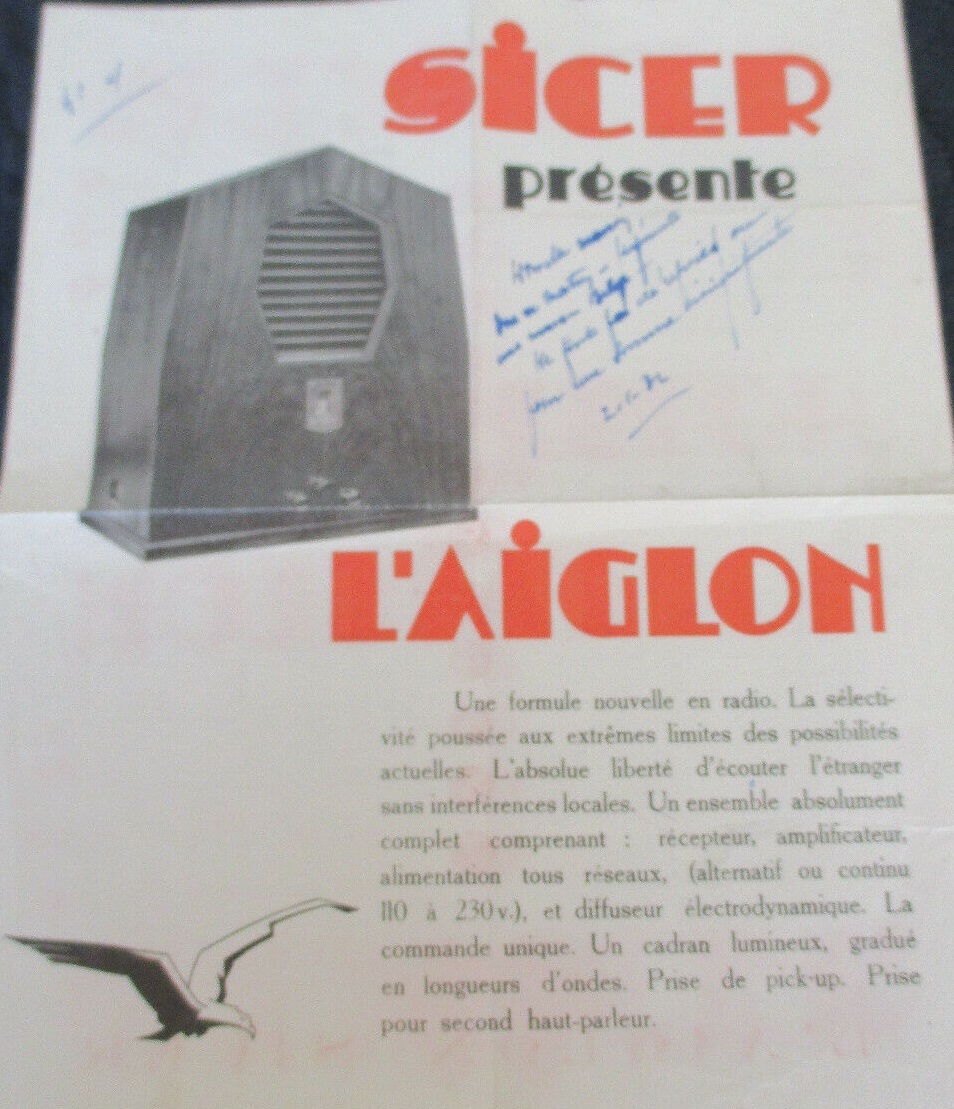 SiCER
présente
L'AiGLON
Une formule nouvelle en radio. La sélecti-
vité poussée aux extrêmes limites des possibilités
actuelles. L'absolue liberté d'écouter l'étranger
sans interférences locales. Un ensemble absolument
complet comprenant : récepteur, amplificateur,
alimentation tous réseaux, (alternatif ou continu
110 à 230 v.), et diffuseur électrodynamique. La
commande unique. Un cadran lumineux, gradué
en longueurs d'ondes. Prise de pick-up. Prise
pour second haut-parleur.